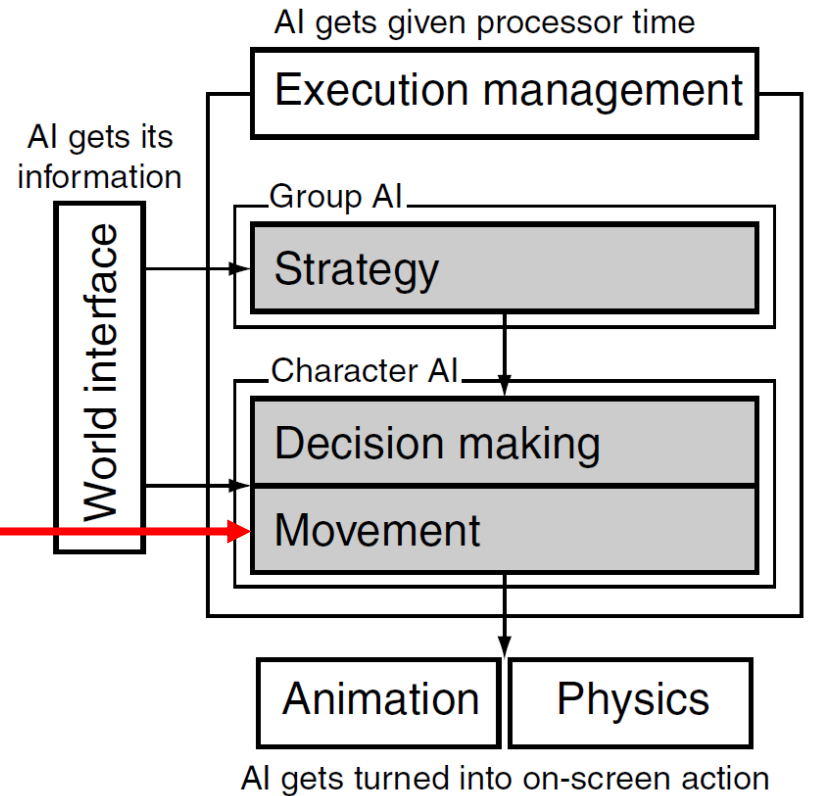 AI gets given processor time
Execution management
AI gets its
information
World interface
Group AI
Strategy
Character AI
Decision making
Movement
Animation
Physics
AI gets turned into on-screen action